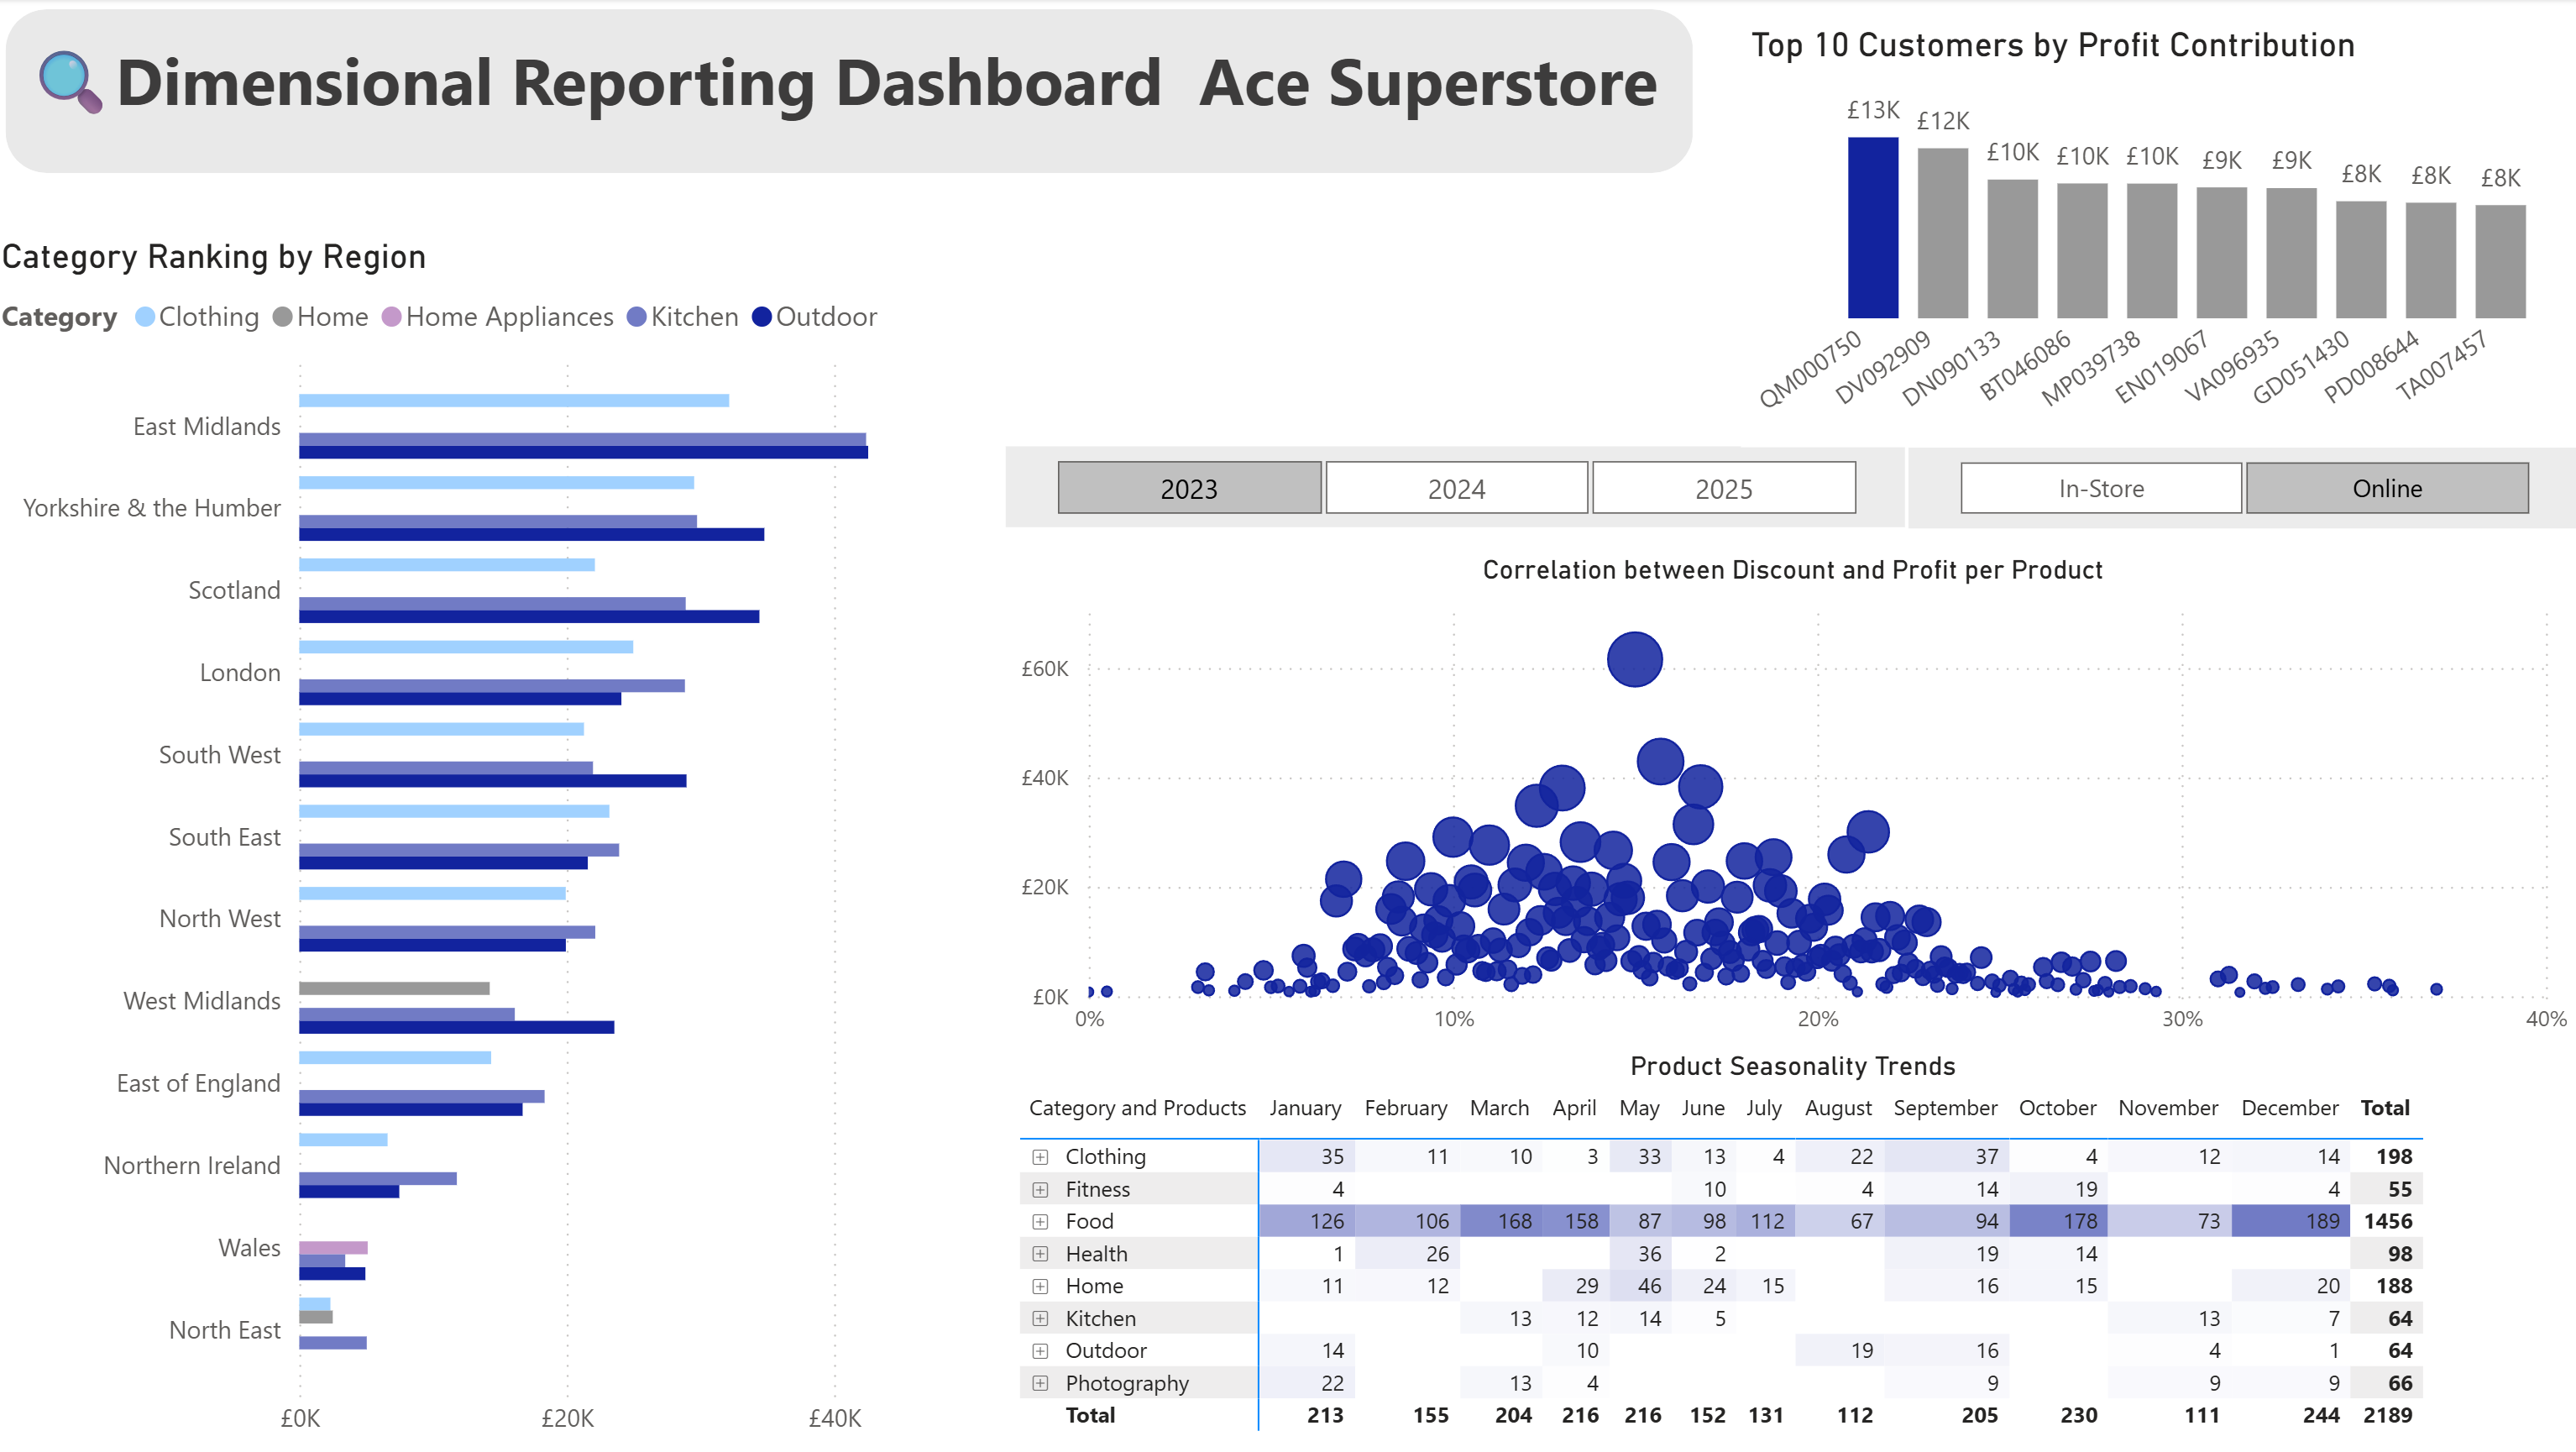 Dimensional Reporting Dashboard  Ace Superstore
Top 10 Customers by Profit Contribution
£13K £12K £10K £10K £10K £9K £9K £8K £8K £8K
QM000750 DV092909 DN090133 BT046086 MP039738 EN019067 VA096935 GD051430 PD008644 TA007457
Category Ranking by Region
Category Clothing Home Home Appliances Kitchen Outdoor
East Midlands
Yorkshire & the Humber
Scotland
London
South West
South East
North West
West Midlands
East of England
Northern Ireland
Wales
North East
£0K £20K £40K
2023 2024 2025 In-Store Online
Correlation between Discount and Profit per Product
£60K
£40K
£20K
£0K
0% 10% 20% 30% 40%
Product Seasonality Trends
Category and Products January February March April May June July August September October November December Total
Clothing 35 11 10 3 33 13 4 22 37 4 12 14 198
Fitness 4 10 4 14 19 4 55
Food 126 106 168 158 87 98 112 67 94 178 73 189 1456
Health 1 26 36 2 19 14 98
Home 11 12 29 46 24 15 16 15 20 188
Kitchen 13 12 14 5 13 7 64
Outdoor 14 10 19 16 4 1 64
Photography 22 13 4 9 9 9 66
Total 213 155 204 216 216 152 131 112 205 230 111 244 2189